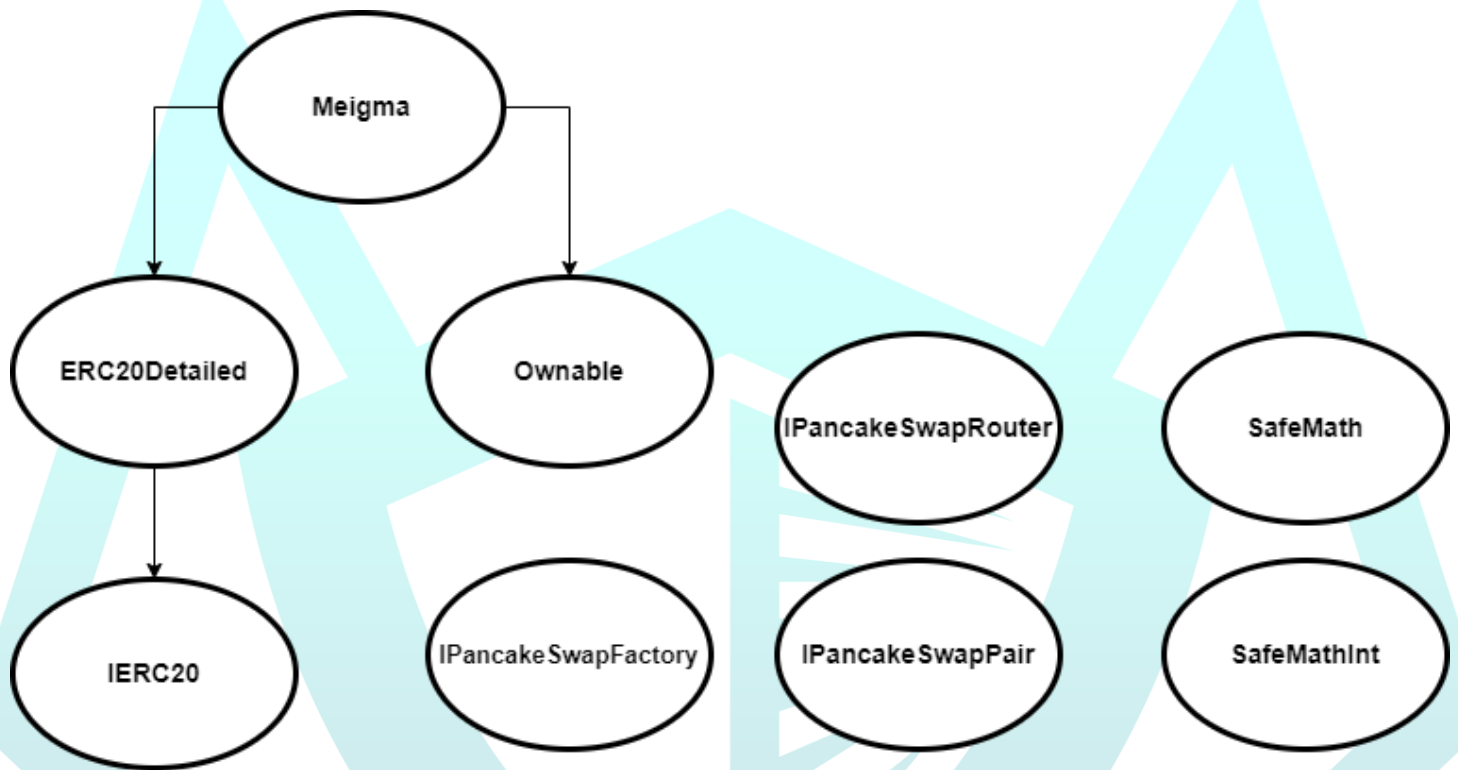 Meigma
ERC20Detailed
Ownable
IPancakeSwapRouter
SafeMath
IERC20
IPancakeSwapFactory
IPancakeSwapPair
SafeMathInt